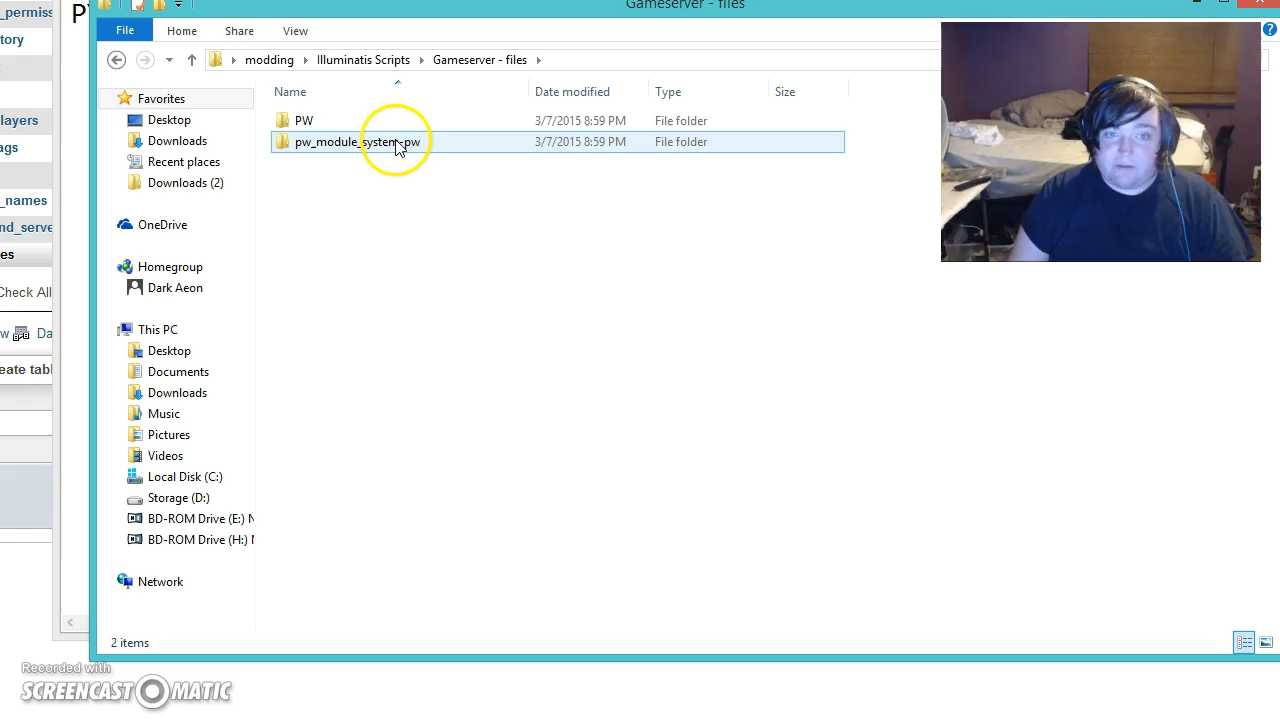 _permiss
tory
layers
ags
_names
nd_serve
es
Check All
w Da
eate tabl
P
Gameserver - files
File Home Share View
modding Illuminatis Scripts Gameserver - files
Name Date modified Type Size
PW 3/7/2015 8:59 PM File folder
pw_module_system_pw 3/7/2015 8:59 PM File folder
Favorites
Desktop
Downloads
Recent places
Downloads (2)
OneDrive
Homegroup
Dark Aeon
This PC
Desktop
Documents
Downloads
Music
Pictures
Videos
Local Disk (C:)
Storage (D:)
BD-ROM Drive (E:) N
BD-ROM Drive (H:) N
Network
2 items
Recorded with
SCREENCAST MATIC